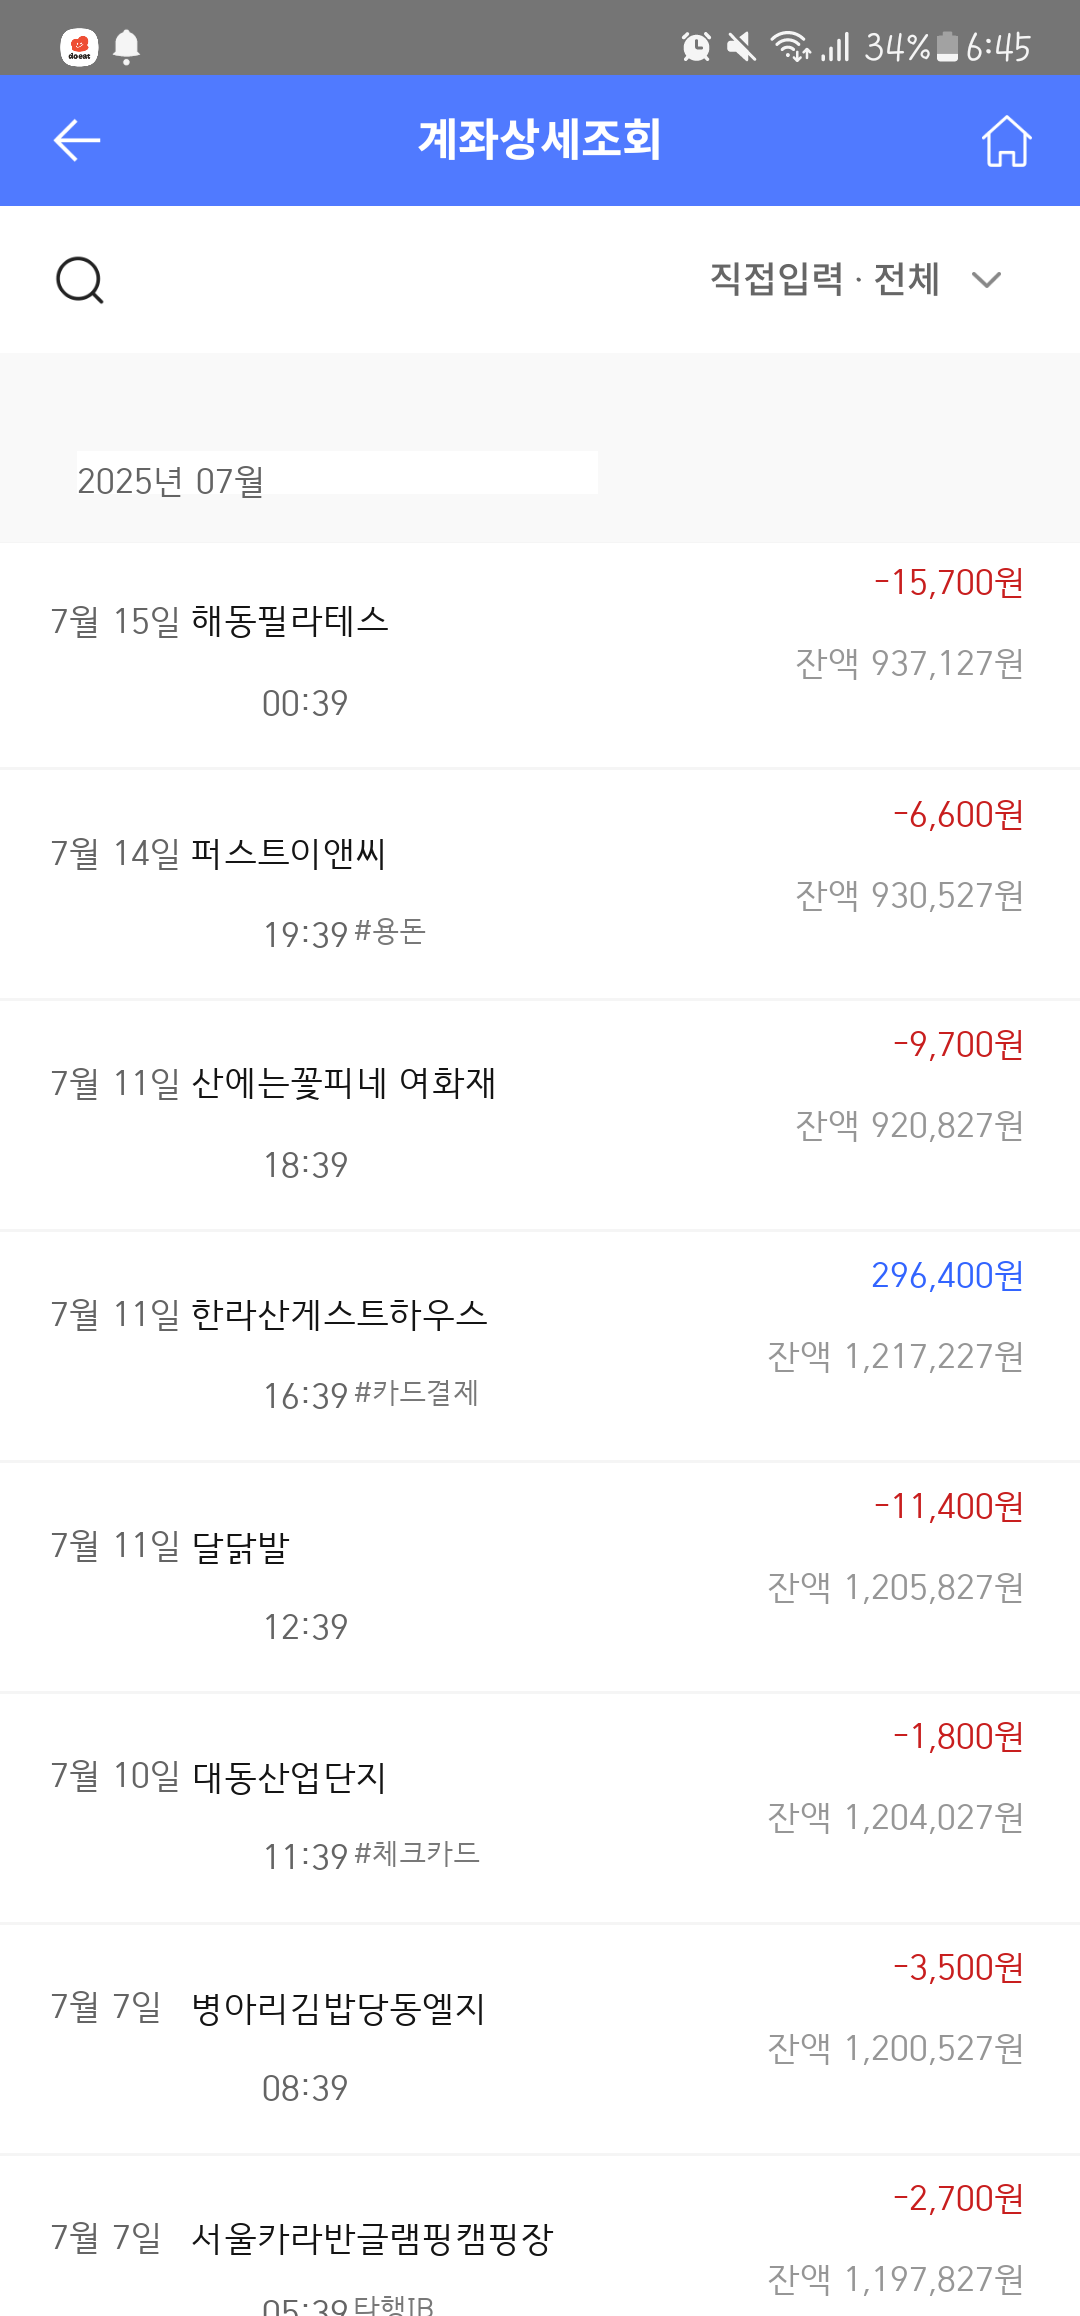 doeat
34% 6:45
계좌상세조회
직접입력 · 전체
2025년 07월
-15,700원
7월 15일 해동필라테스
잔액 937,127원
00:39
-6,600원
7월 14일 퍼스트이앤씨
잔액 930,527원
19:39 #용돈
-9,700원
7월 11일 산에는꽃피네 여화재
잔액 920,827원
18:39
296,400원
7월 11일 한라산게스트하우스
잔액 1,217,227원
16:39 #카드결제
-11,400원
7월 11일 달닭발
잔액 1,205,827원
12:39
-1,800원
7월 10일 대동산업단지
잔액 1,204,027원
11:39 #체크카드
-3,500원
7월 7일 병아리김밥당동엘지
잔액 1,200,527원
08:39
-2,700원
7월 7일 서울카라반글램핑캠핑장
잔액 1,197,827원
05:39 타행IB